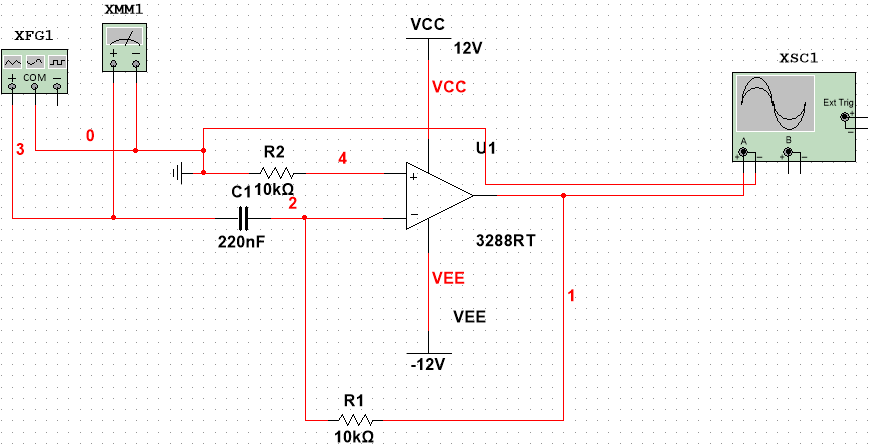 XFG1
XMM1
VCC
12V
XSC1
+ COM −
+ −
VCC
Ext Trig
+
−
A
B
+ −
+ −
0
3
R2
10kΩ
4
U1
+
−
C1
220nF
2
3288RT
VEE
1
VEE
-12V
R1
10kΩ